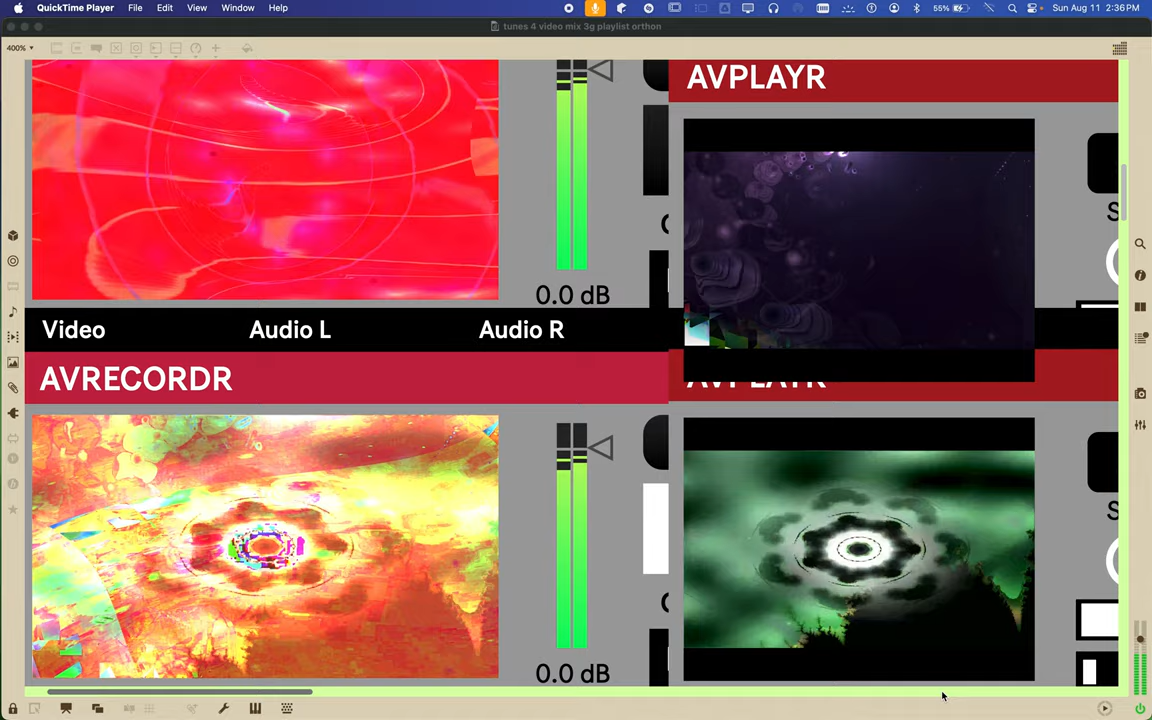 QuickTime Player File Edit View Window Help
55% Sun Aug 11 2:36 PM
tunes 4 video mix 3g playlist orthon
400%
AVPLAYR
0.0 dB
Video Audio L Audio R
AVRECORDR
AVPLAYR
0.0 dB